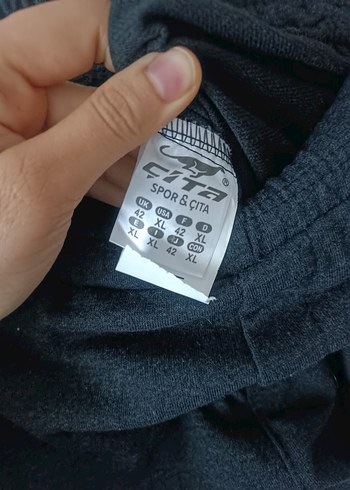 ÇiTA®
SPOR & ÇITA
UK USA F D
42 XL 42 XL
E I J CDN
XL XL 42 XL